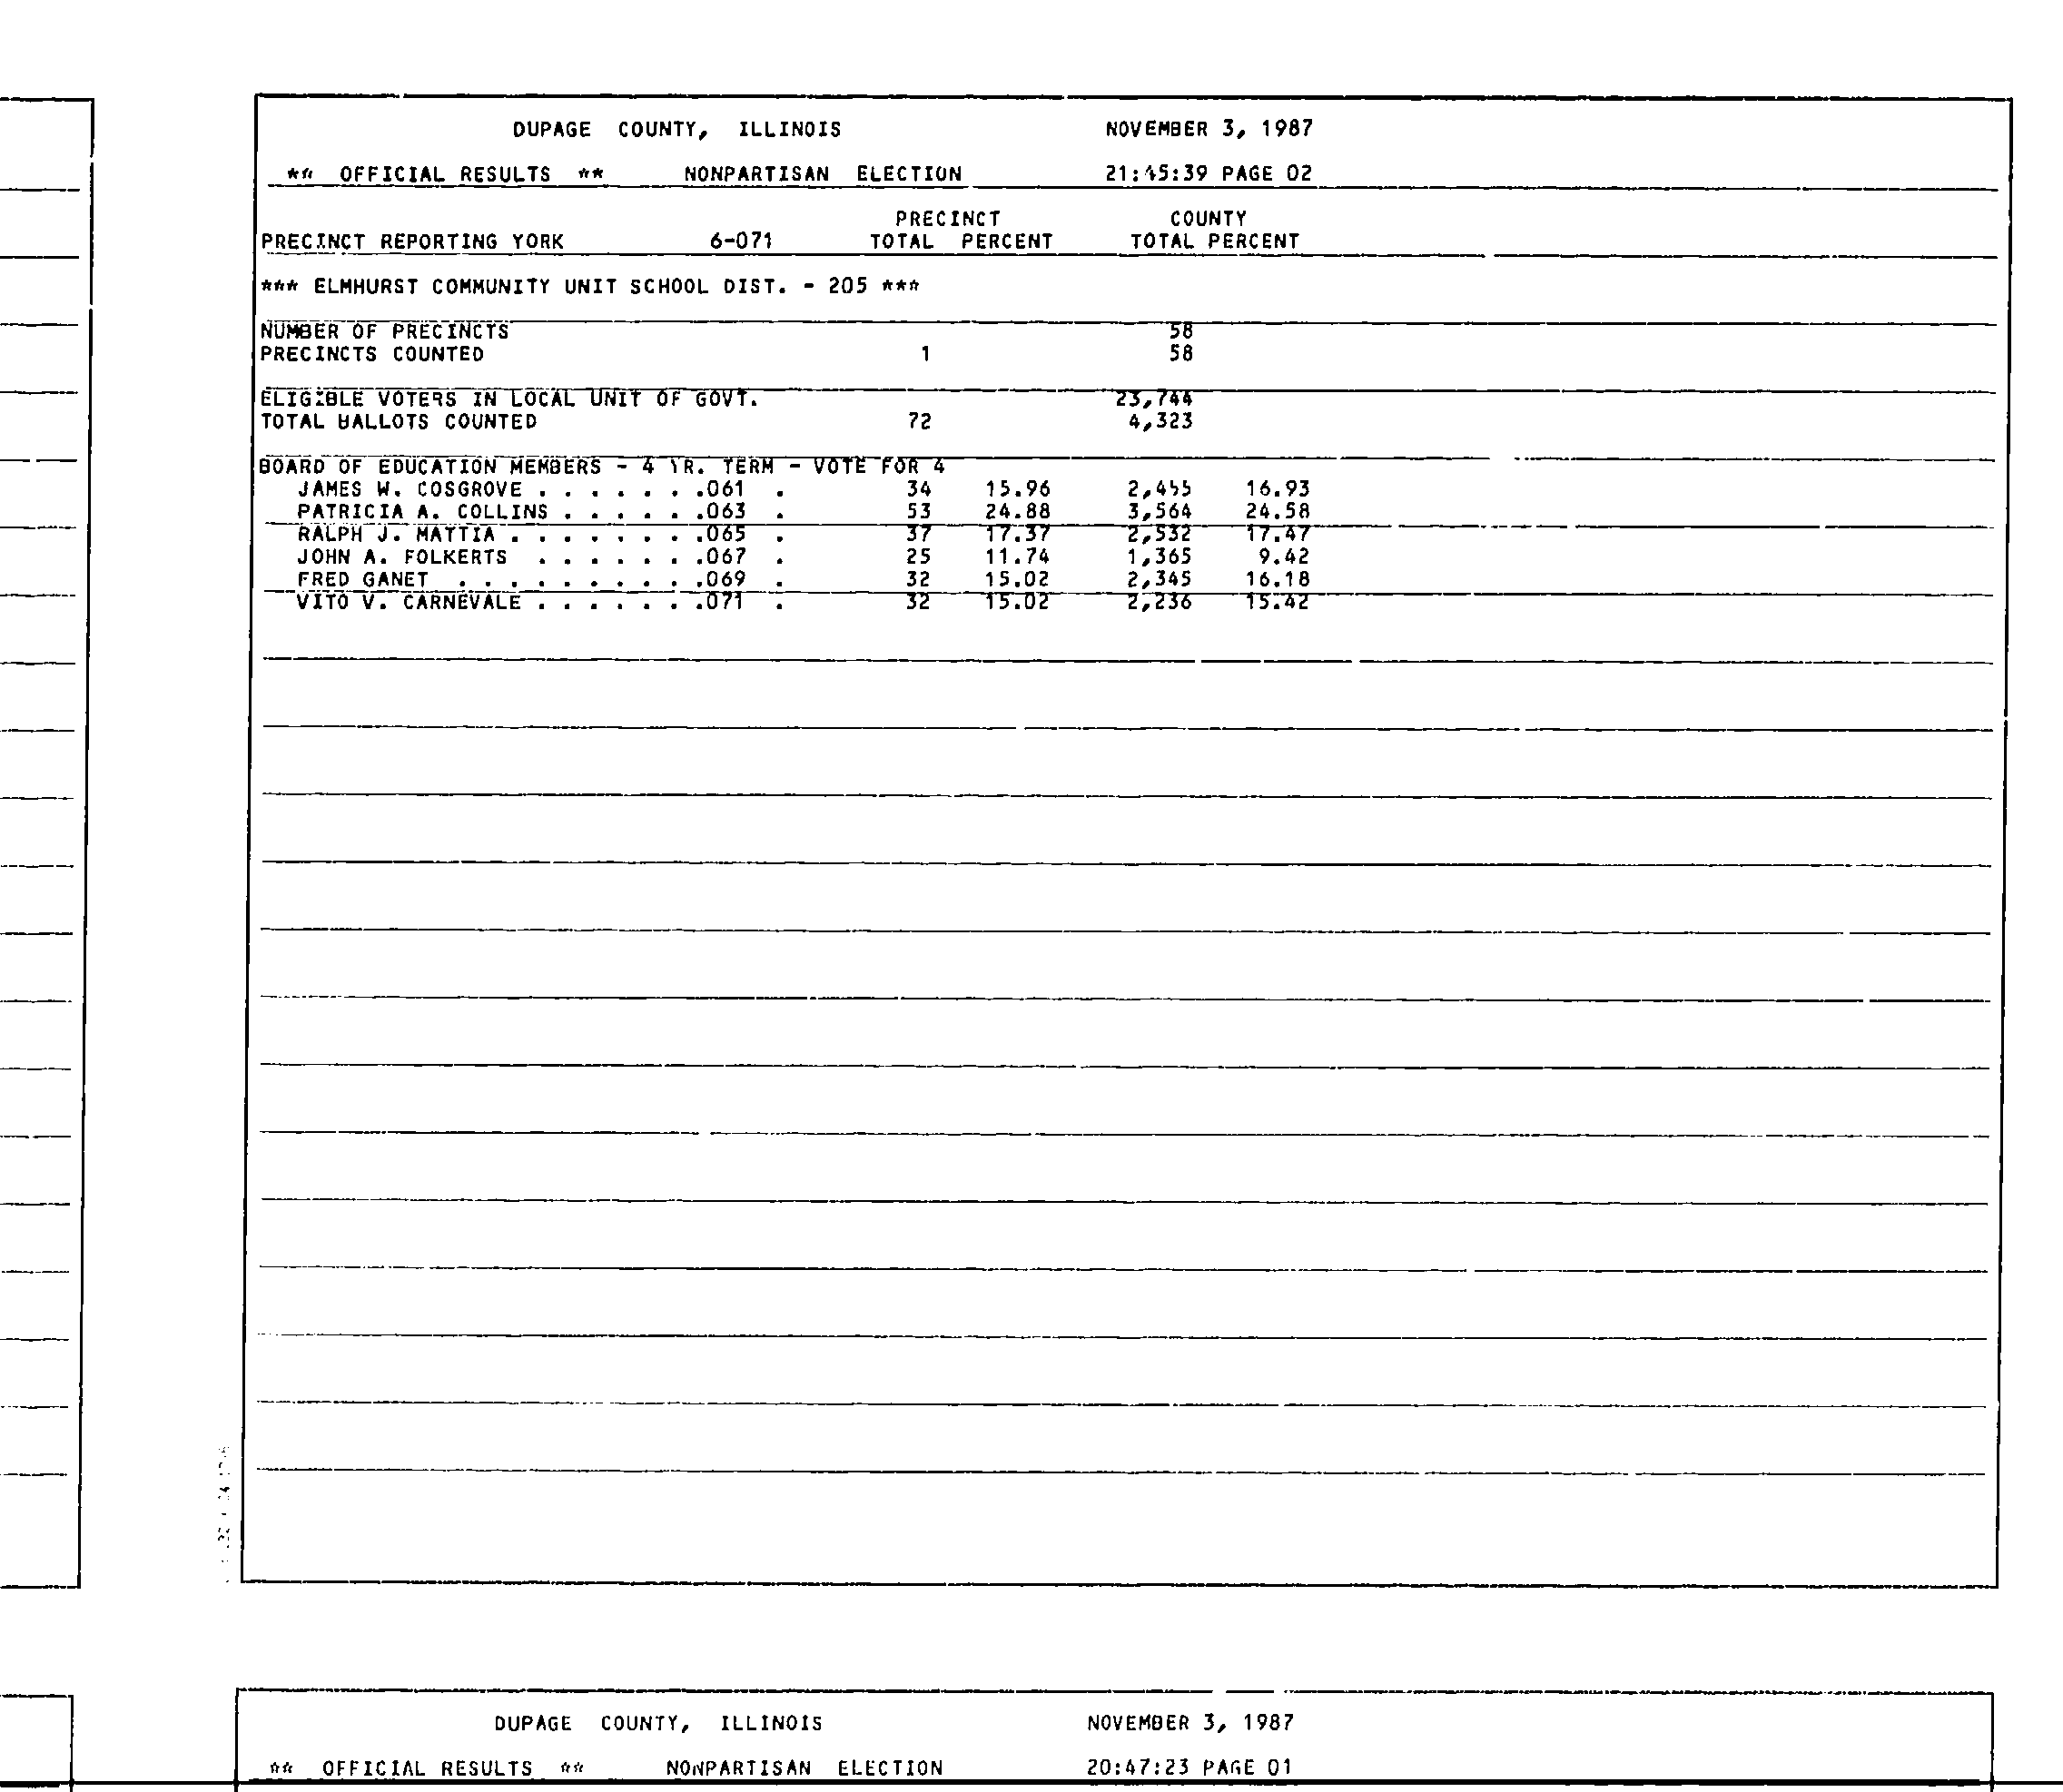 DUPAGE COUNTY, ILLINOIS NOVEMBER 3, 1987
** OFFICIAL RESULTS ** NONPARTISAN ELECTION 21:45:39 PAGE 02
PRECINCT COUNTY
PRECINCT REPORTING YORK 6-071 TOTAL PERCENT TOTAL PERCENT
*** ELMHURST COMMUNITY UNIT SCHOOL DIST. - 205 ***
NUMBER OF PRECINCTS 58
PRECINCTS COUNTED 1 58
ELIGIBLE VOTERS IN LOCAL UNIT OF GOVT. 23,744
TOTAL BALLOTS COUNTED 72 4,323
BOARD OF EDUCATION MEMBERS - 4 YR. TERM - VOTE FOR 4
JAMES W. COSGROVE . . . . . . .061 . 34 15.96 2,455 16.93
PATRICIA A. COLLINS . . . . . .063 . 53 24.88 3,564 24.58
RALPH J. MATTIA . . . . . . . .065 . 37 17.37 2,532 17.47
JOHN A. FOLKERTS . . . . . . .067 . 25 11.74 1,365 9.42
FRED GANET . . . . . . . . . .069 . 32 15.02 2,345 16.18
VITO V. CARNEVALE . . . . . . .071 . 32 15.02 2,236 15.42
DUPAGE COUNTY, ILLINOIS NOVEMBER 3, 1987
** OFFICIAL RESULTS ** NONPARTISAN ELECTION 20:47:23 PAGE 01